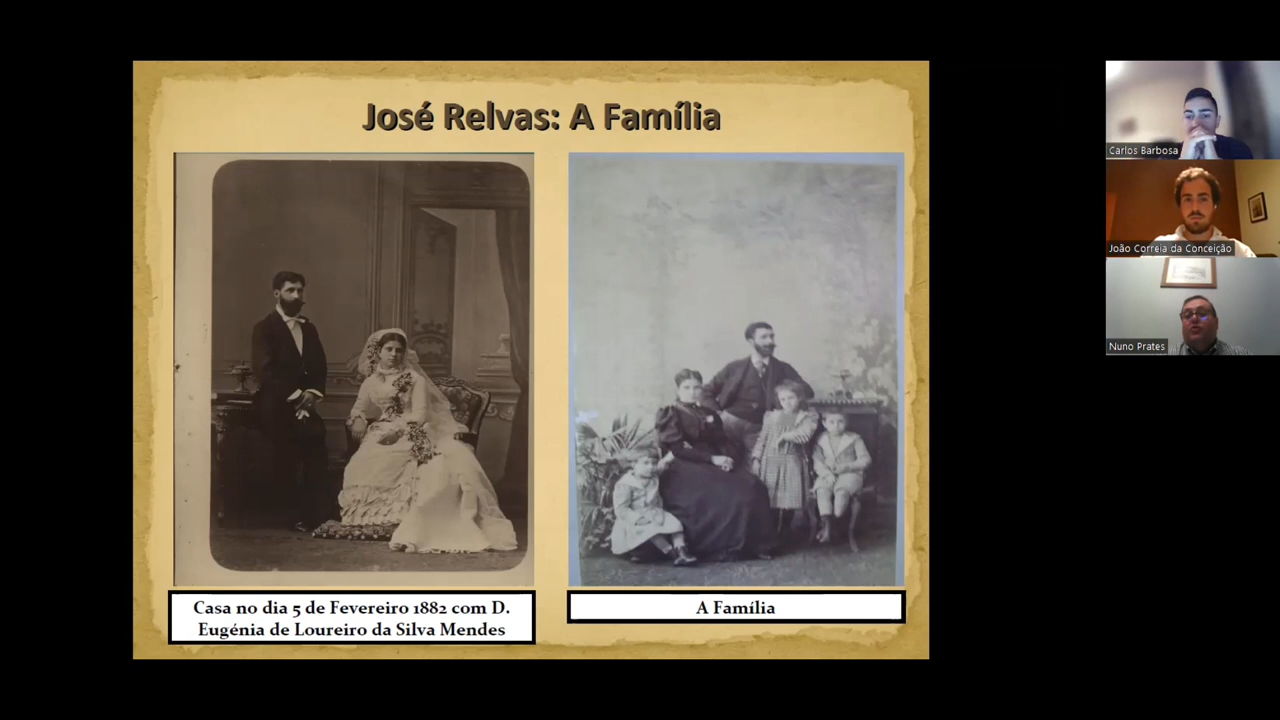 José Relvas: A Família
Casa no dia 5 de Fevereiro 1882 com D.
Eugénia de Loureiro da Silva Mendes
A Família
Carlos Barbosa
João Correia da Conceição
Nuno Prates